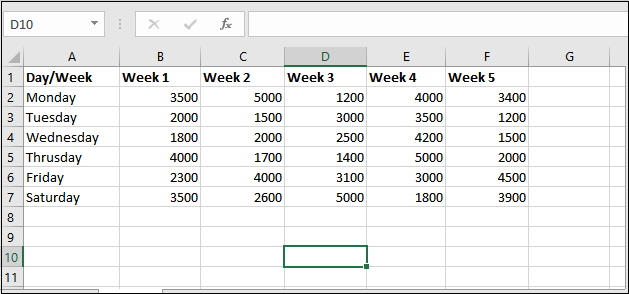 D10 fx
A B C D E F G
1 Day/Week Week 1 Week 2 Week 3 Week 4 Week 5
2 Monday 3500 5000 1200 4000 3400
3 Tuesday 2000 1500 3000 3500 1200
4 Wednesday 1800 2000 2500 4200 1500
5 Thrusday 4000 1700 1400 5000 2000
6 Friday 2300 4000 3100 3000 4500
7 Saturday 3500 2600 5000 1800 3900
8
9
10
11